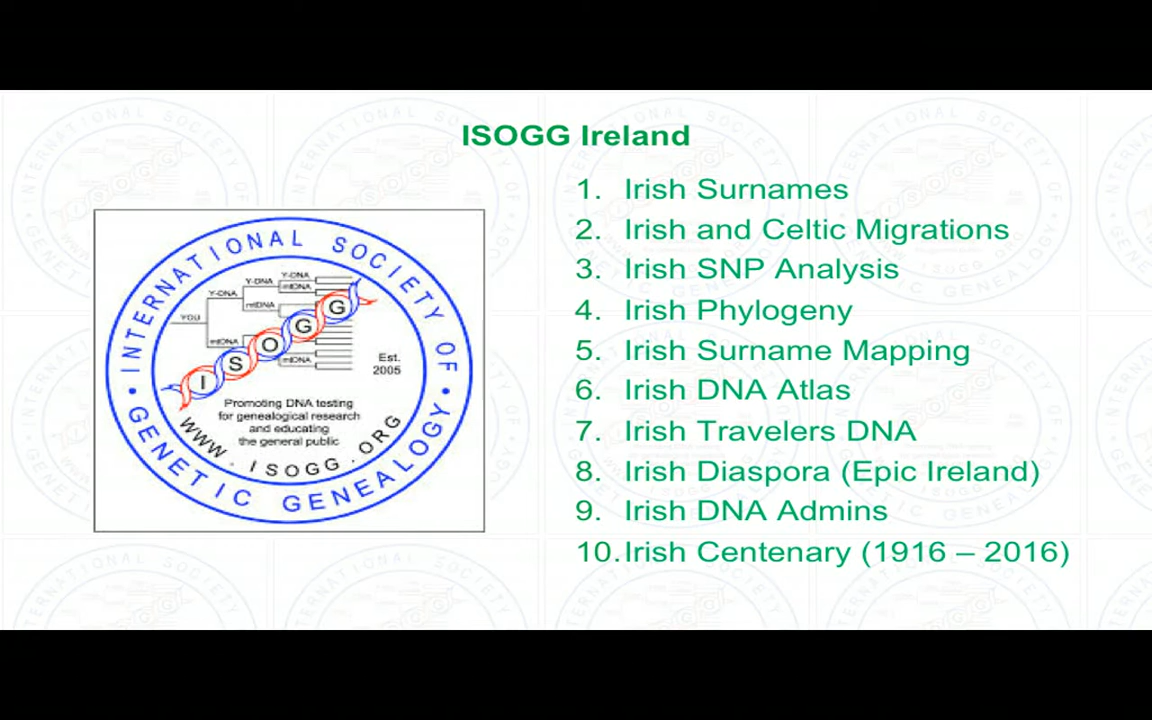 ISOGG Ireland
1. Irish Surnames
2. Irish and Celtic Migrations
3. Irish SNP Analysis
4. Irish Phylogeny
5. Irish Surname Mapping
6. Irish DNA Atlas
7. Irish Travelers DNA
8. Irish Diaspora (Epic Ireland)
9. Irish DNA Admins
10. Irish Centenary (1916 – 2016)
INTERNATIONAL SOCIETY OF
• GENETIC GENEALOGY •
Y-DNA
Y-DNA
mtDNA
Y-DNA
mtDNA
YOU
mtDNA
mtDNA
ISOGG
Est.
2005
Promoting DNA testing
for genealogical research
and educating
the general public
WWW.ISOGG.ORG